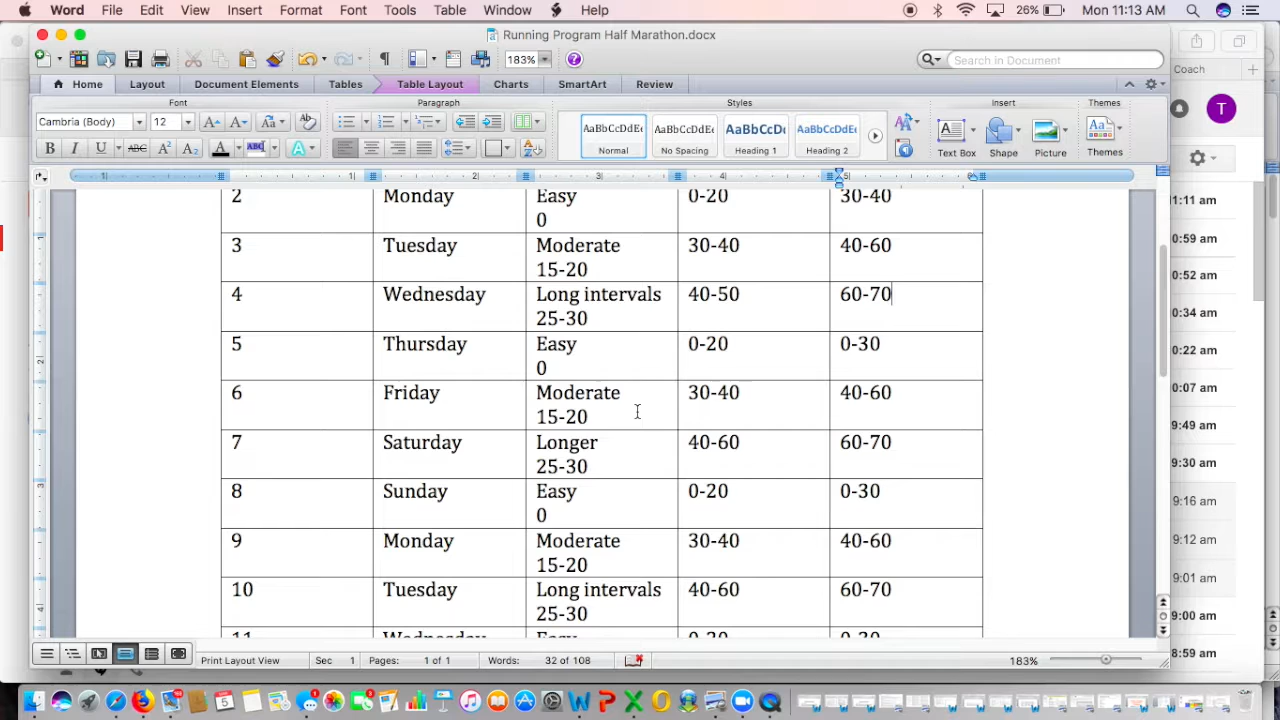 Word File Edit View Insert Format Font Tools Table Window Help 26% Mon 11:13 AM
Running Program Half Marathon.docx
183% Search in Document
Coach
Home Layout Document Elements Tables Table Layout Charts SmartArt Review
Font Paragraph Styles Insert Themes
Cambria (Body) 12
AaBbCcDdEe AaBbCcDdEe AaBbCcDc AaBbCcDdEe
Normal No Spacing Heading 1 Heading 2 Text Box Shape Picture Themes
T
2 Monday Easy 0-20 30-40
0
3 Tuesday Moderate 30-40 40-60
15-20
4 Wednesday Long intervals 40-50 60-70
25-30
5 Thursday Easy 0-20 0-30
0
6 Friday Moderate 30-40 40-60
15-20
7 Saturday Longer 40-60 60-70
25-30
8 Sunday Easy 0-20 0-30
0
9 Monday Moderate 30-40 40-60
15-20
10 Tuesday Long intervals 40-60 60-70
25-30
11 Wednesday Easy 0-20 0-30
:11 am
0:59 am
0:52 am
0:34 am
0:22 am
0:07 am
9:49 am
9:30 am
9:16 am
9:12 am
9:01 am
9:00 am
8:59 am
Print Layout View Sec 1 Pages: 1 of 1 Words: 32 of 108 183%